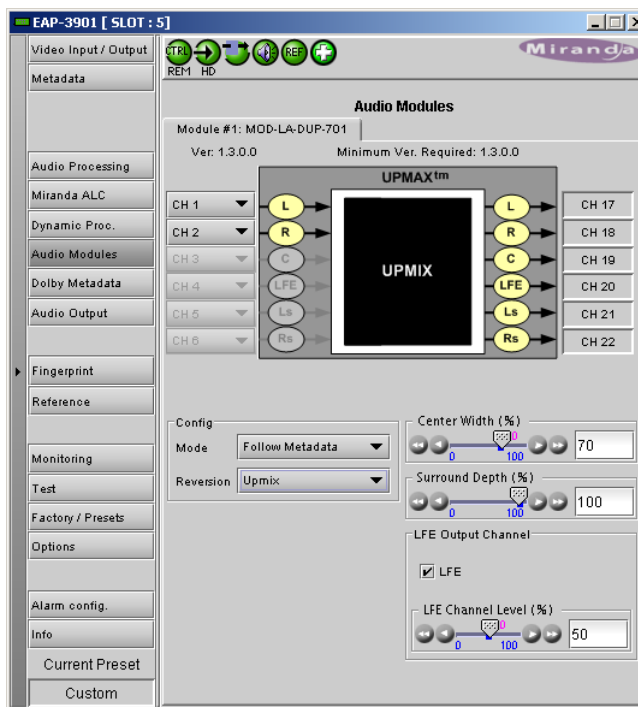 EAP-3901 [ SLOT : 5]
Video Input / Output
Metadata
Audio Processing
Miranda ALC
Dynamic Proc.
Audio Modules
Dolby Metadata
Audio Output
Fingerprint
Reference
Monitoring
Test
Factory / Presets
Options
Alarm config.
Info
Current Preset
Custom
CTRL
REF
REM HD
Miranda
Audio Modules
Module #1: MOD-LA-DUP-701
Ver: 1.3.0.0 Minimum Ver. Required: 1.3.0.0
UPMAXtm
CH 1 L L CH 17
CH 2 R R CH 18
CH 3 C C CH 19
CH 4 LFE LFE CH 20
CH 5 Ls Ls CH 21
CH 6 Rs Rs CH 22
UPMIX
Config
Mode Follow Metadata
Reversion Upmix
Center Width (%)
0 100 70
Surround Depth (%)
0 100 100
LFE Output Channel
LFE
LFE Channel Level (%)
0 100 50